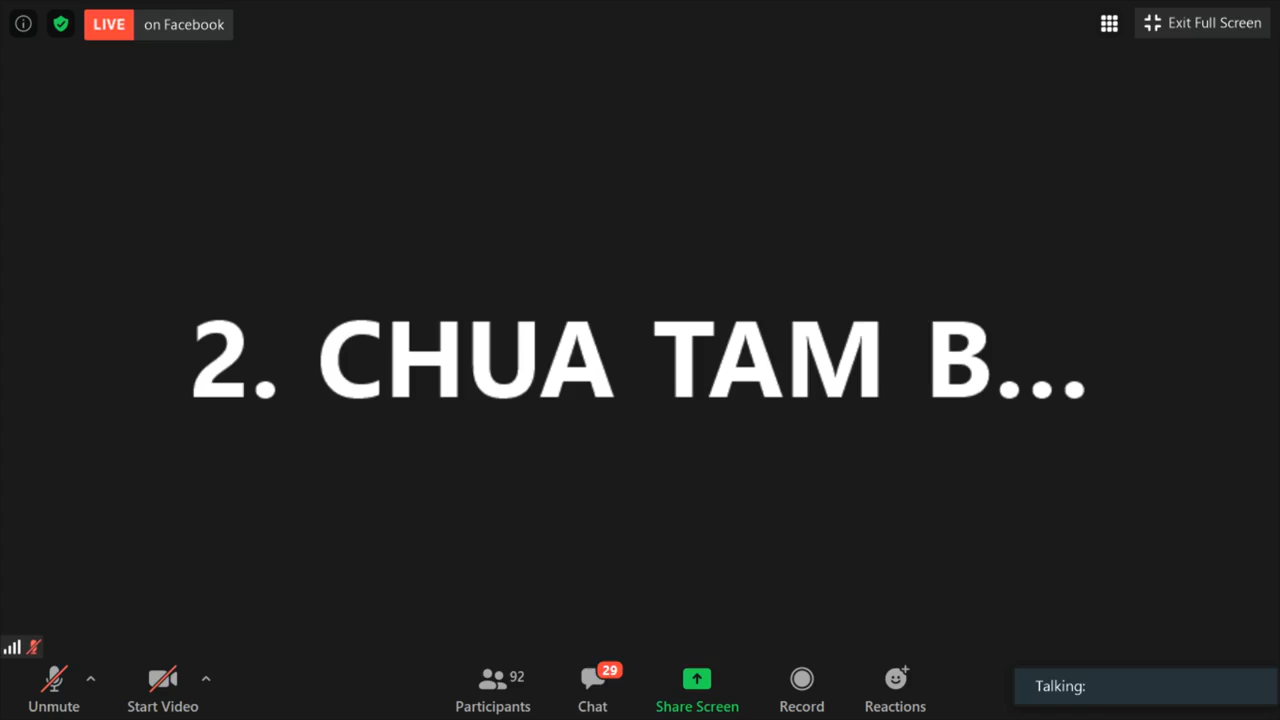 LIVE on Facebook
Exit Full Screen
2. CHUA TAM B...
Unmute
Start Video
92
Participants
29
Chat
Share Screen
Record
Reactions
Talking: